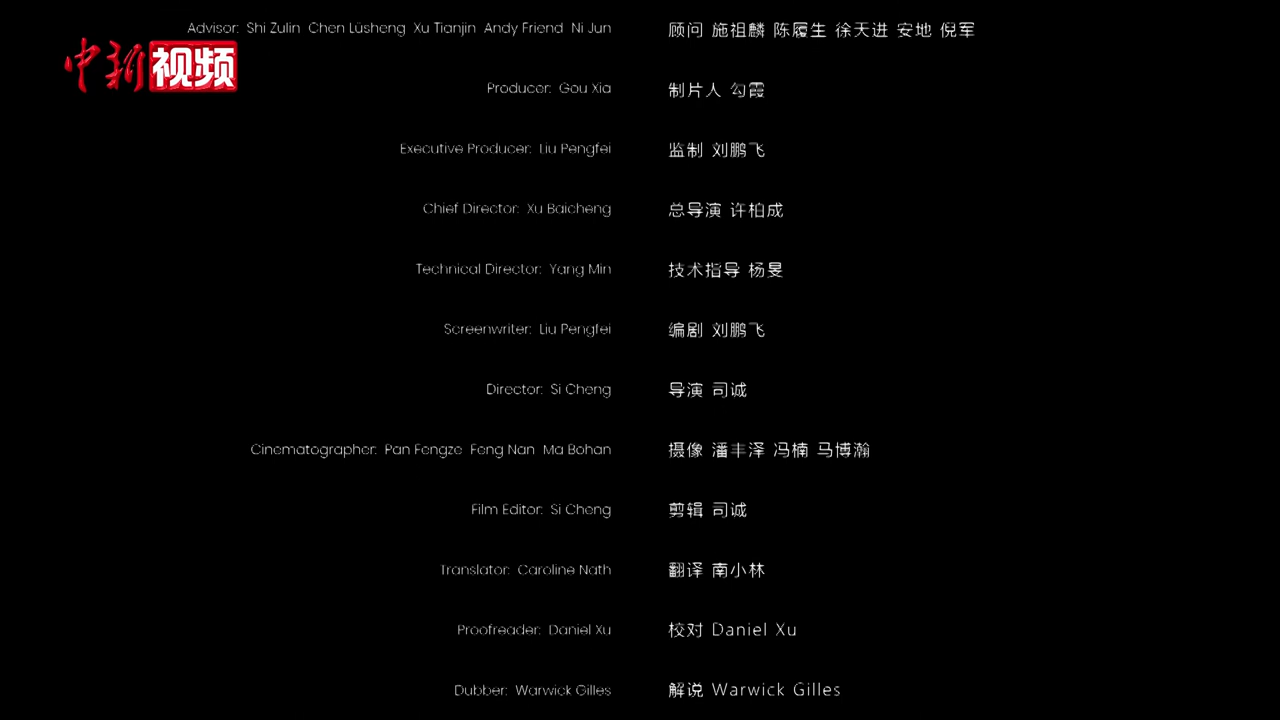 Advisor: Shi Zulin Chen Lüsheng Xu Tianjin Andy Friend Ni Jun 顾问 施祖麟 陈履生 徐天进 安地 倪军
中新视频
Producer: Gou Xia 制片人 勾霞
Executive Producer: Liu Pengfei 监制 刘鹏飞
Chief Director: Xu Baicheng 总导演 许柏成
Technical Director: Yang Min 技术指导 杨旻
Screenwriter: Liu Pengfei 编剧 刘鹏飞
Director: Si Cheng 导演 司诚
Cinematographer: Pan Fengze Feng Nan Ma Bohan 摄像 潘丰泽 冯楠 马博瀚
Film Editor: Si Cheng 剪辑 司诚
Translator: Caroline Nath 翻译 南小林
Proofreader: Daniel Xu 校对 Daniel Xu
Dubber: Warwick Gilles 解说 Warwick Gilles